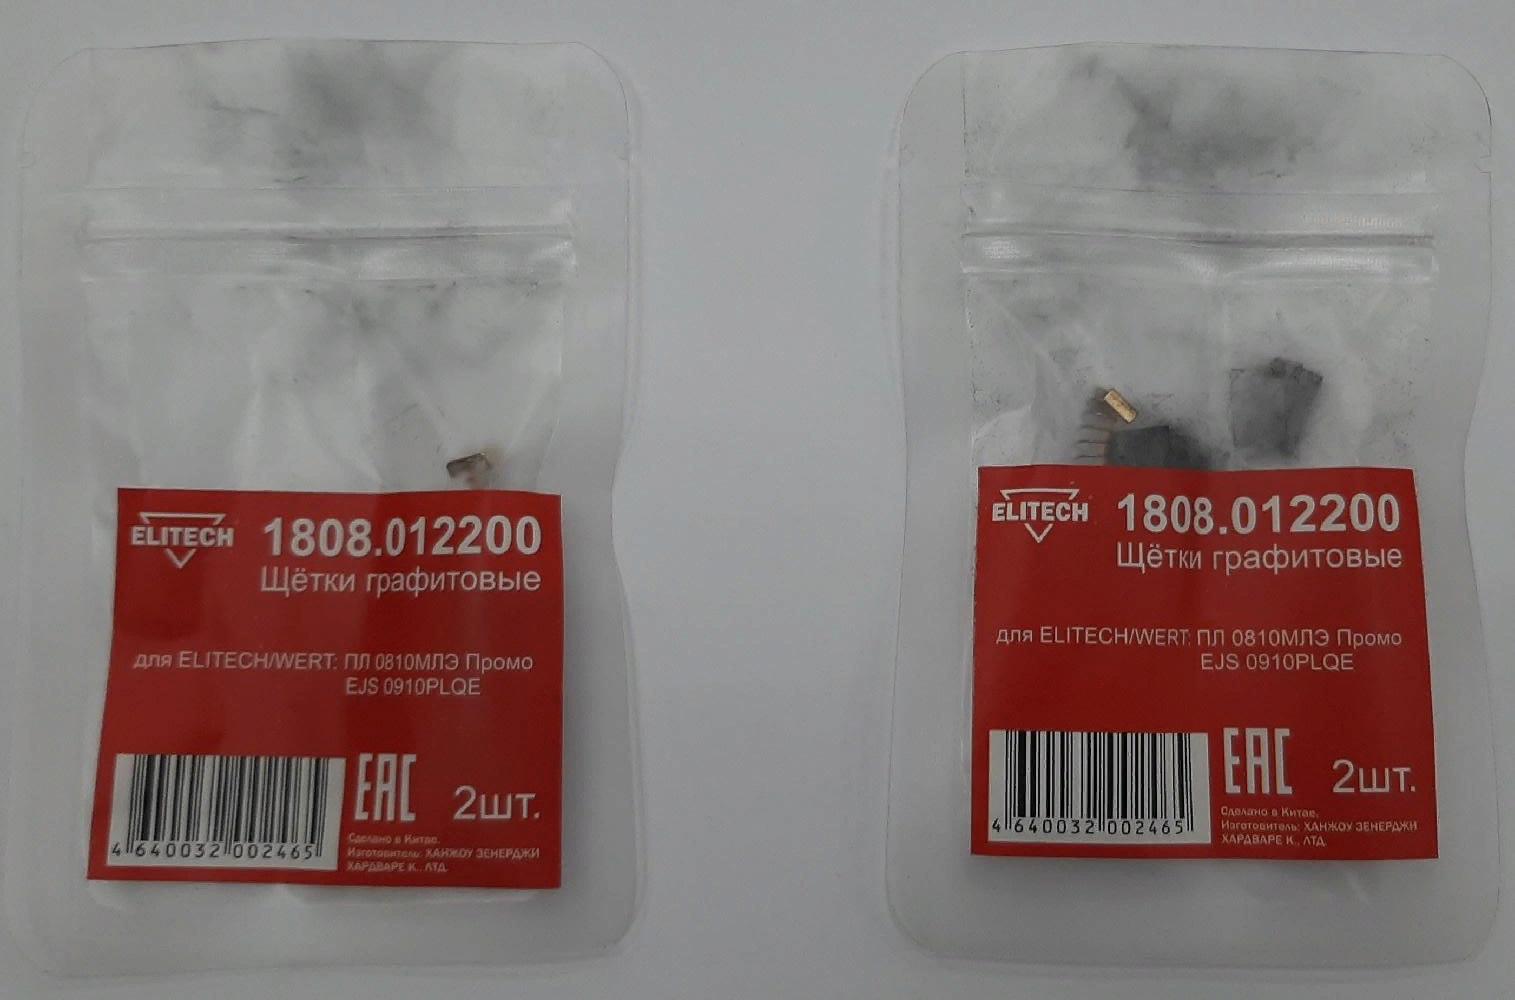 ELITECH
1808.012200
Щётки графитовые
для ELITECH/WERT: ПЛ 0810МЛЭ Промо
EJS 0910PLQE
EAC
2шт.
4 640032 002465
Сделано в Китае.
Изготовитель: ХАНЖОУ ЗЕНЕРДЖИ
ХАРДВАРЕ К., ЛТД.
ELITECH
1808.012200
Щётки графитовые
для ELITECH/WERT: ПЛ 0810МЛЭ Промо
EJS 0910PLQE
EAC
2шт.
4 640032 002465
Сделано в Китае.
Изготовитель: ХАНЖОУ ЗЕНЕРДЖИ
ХАРДВАРЕ К., ЛТД.